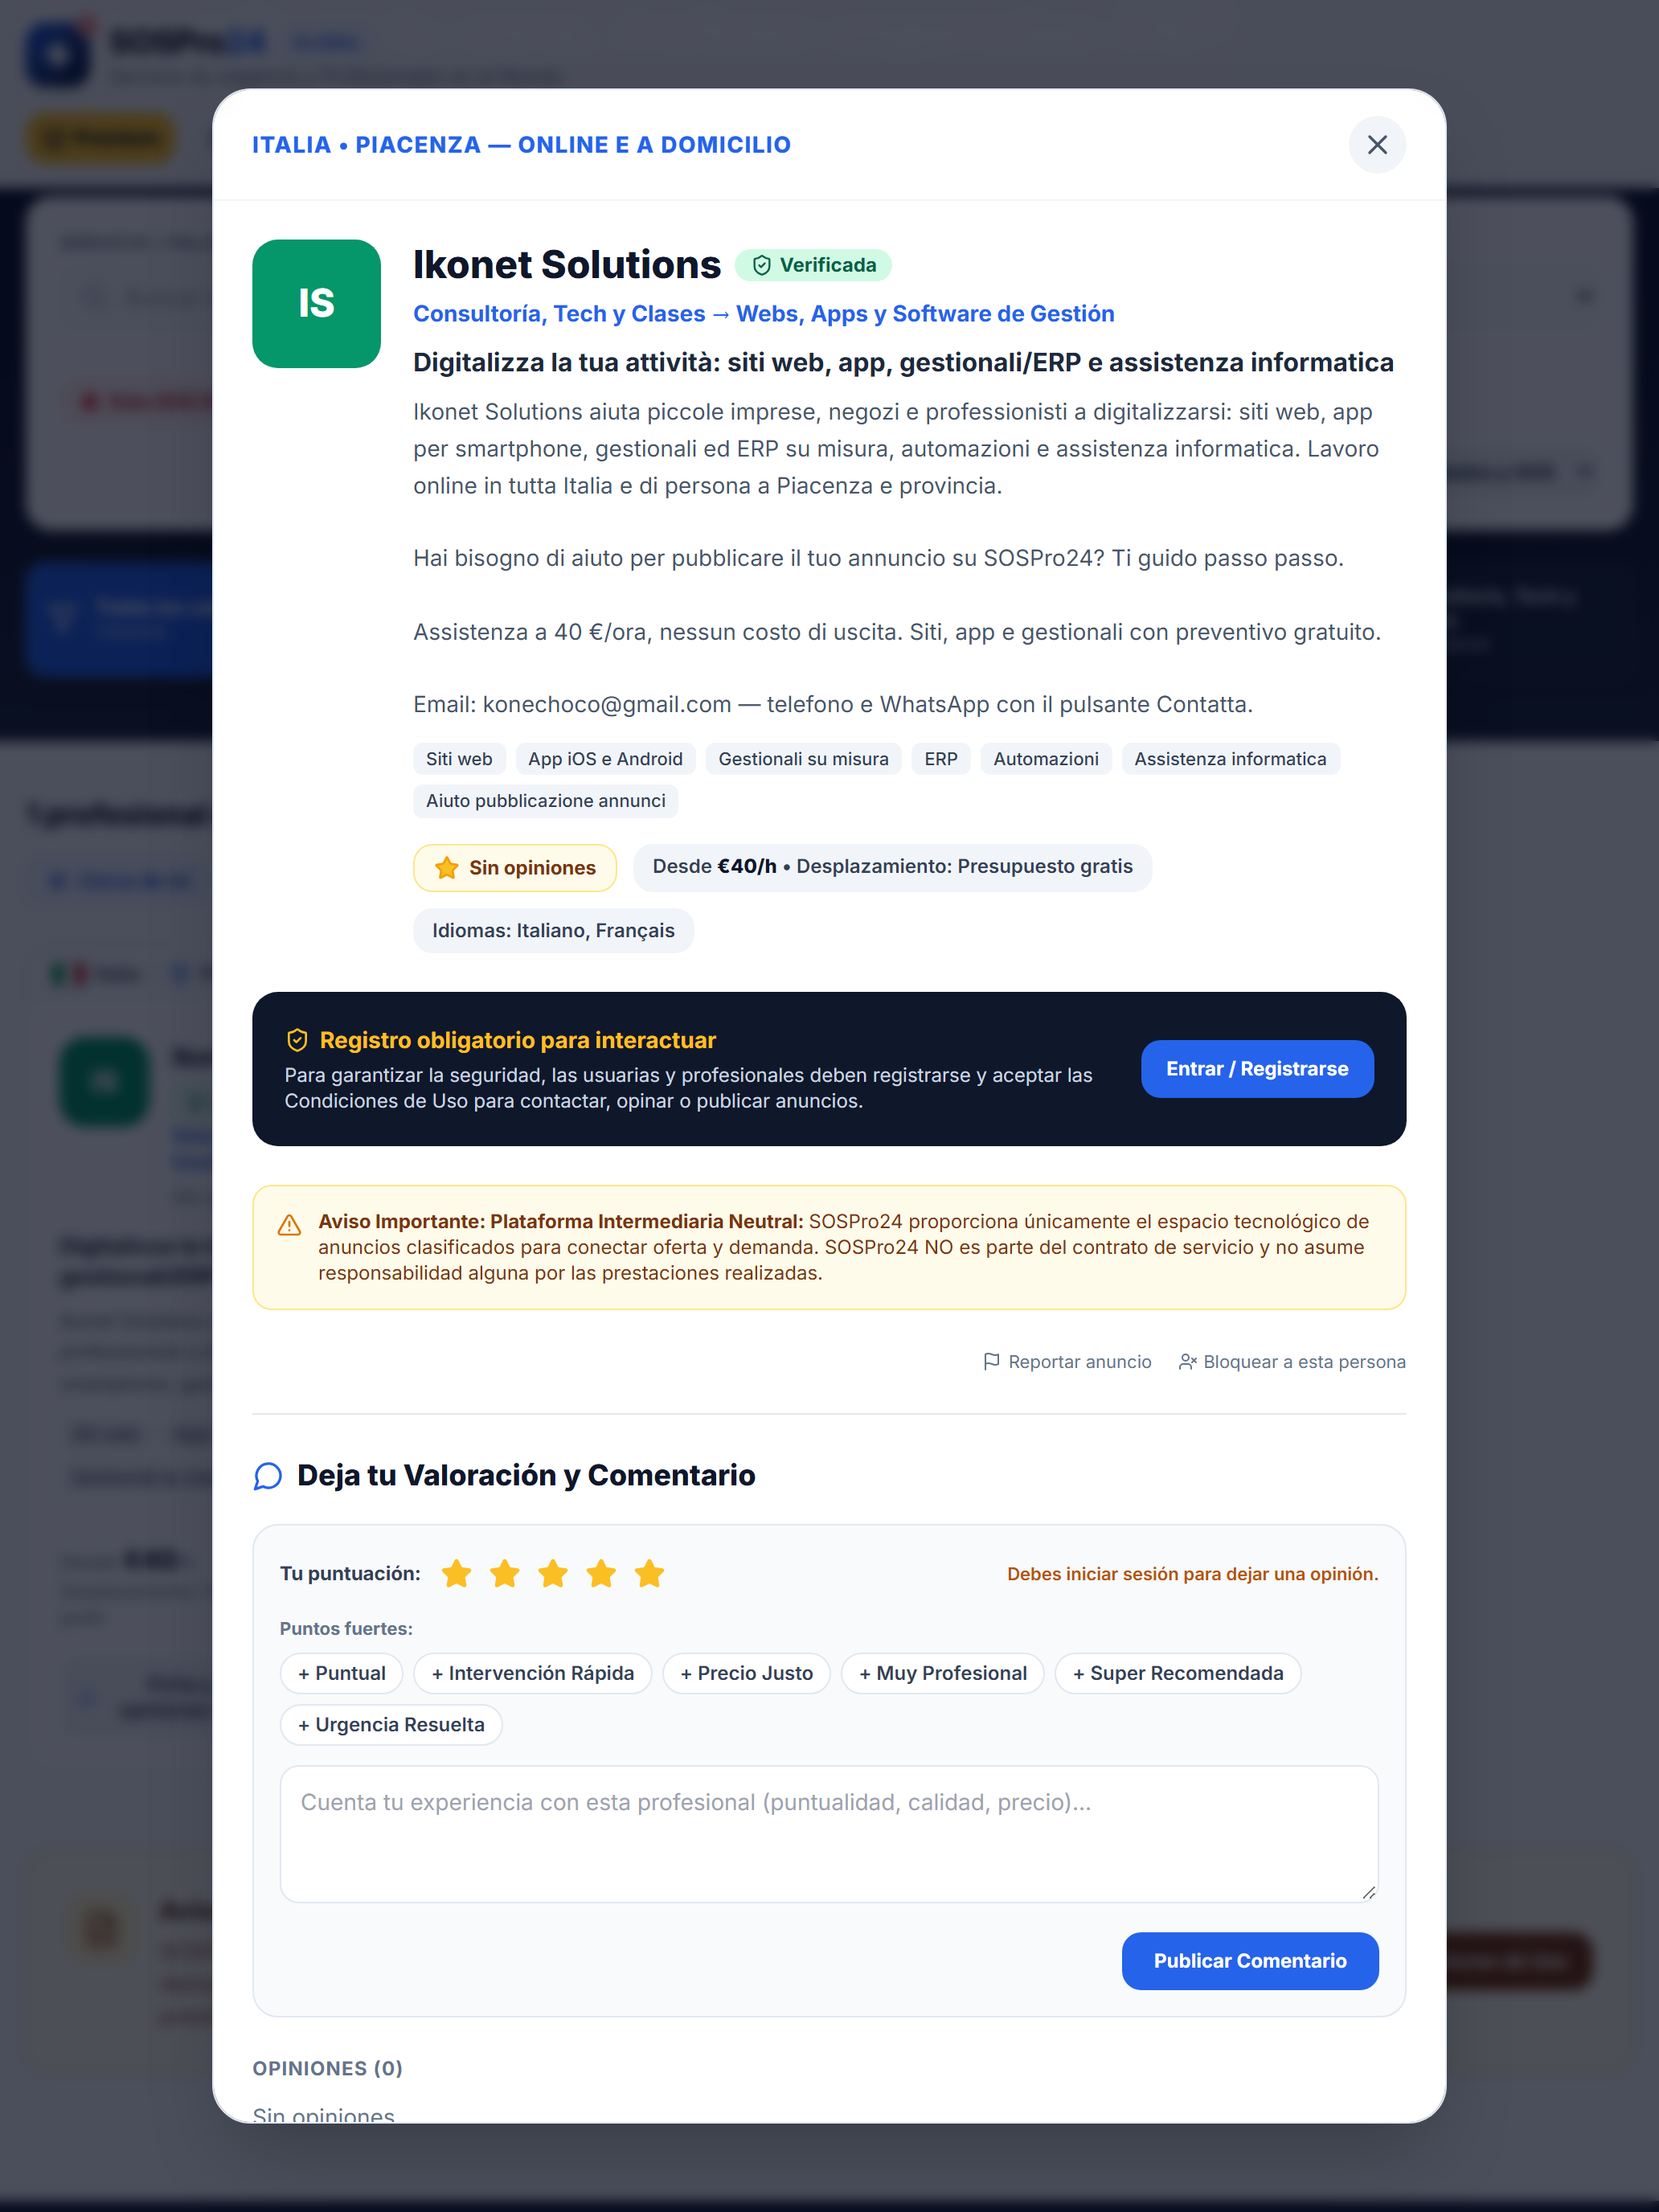 SOSPro24
Premium
ITALIA • PIACENZA — ONLINE E A DOMICILIO
IS
Ikonet Solutions
Verificada
Consultoría, Tech y Clases → Webs, Apps y Software de Gestión
Digitalizza la tua attività: siti web, app, gestionali/ERP e assistenza informatica
Ikonet Solutions aiuta piccole imprese, negozi e professionisti a digitalizzarsi: siti web, app
per smartphone, gestionali ed ERP su misura, automazioni e assistenza informatica. Lavoro
online in tutta Italia e di persona a Piacenza e provincia.
Hai bisogno di aiuto per pubblicare il tuo annuncio su SOSPro24? Ti guido passo passo.
Assistenza a 40 €/ora, nessun costo di uscita. Siti, app e gestionali con preventivo gratuito.
Email: konechoco@gmail.com — telefono e WhatsApp con il pulsante Contatta.
Siti web
App iOS e Android
Gestionali su misura
ERP
Automazioni
Assistenza informatica
Aiuto pubblicazione annunci
Sin opiniones
Desde €40/h • Desplazamiento: Presupuesto gratis
Idiomas: Italiano, Français
Registro obligatorio para interactuar
Para garantizar la seguridad, las usuarias y profesionales deben registrarse y aceptar las
Condiciones de Uso para contactar, opinar o publicar anuncios.
Entrar / Registrarse
Aviso Importante: Plataforma Intermediaria Neutral: SOSPro24 proporciona únicamente el espacio tecnológico de
anuncios clasificados para conectar oferta y demanda. SOSPro24 NO es parte del contrato de servicio y no asume
responsabilidad alguna por las prestaciones realizadas.
Reportar anuncio
Bloquear a esta persona
Deja tu Valoración y Comentario
Tu puntuación:
Debes iniciar sesión para dejar una opinión.
Puntos fuertes:
+ Puntual
+ Intervención Rápida
+ Precio Justo
+ Muy Profesional
+ Super Recomendada
+ Urgencia Resuelta
Cuenta tu experiencia con esta profesional (puntualidad, calidad, precio)...
Publicar Comentario
OPINIONES (0)
Sin opiniones